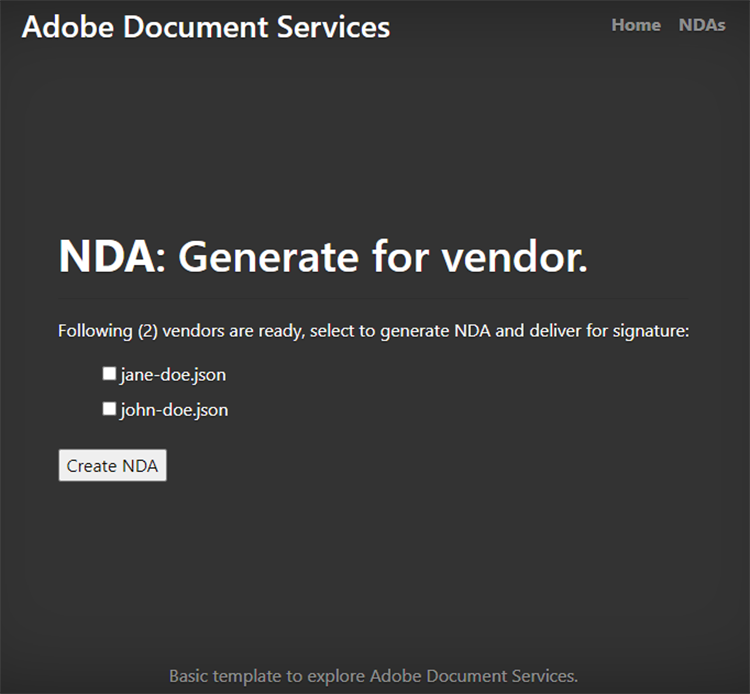 Adobe Document Services
Home NDAs
NDA: Generate for vendor.
Following (2) vendors are ready, select to generate NDA and deliver for signature:
jane-doe.json
john-doe.json
Create NDA
Basic template to explore Adobe Document Services.